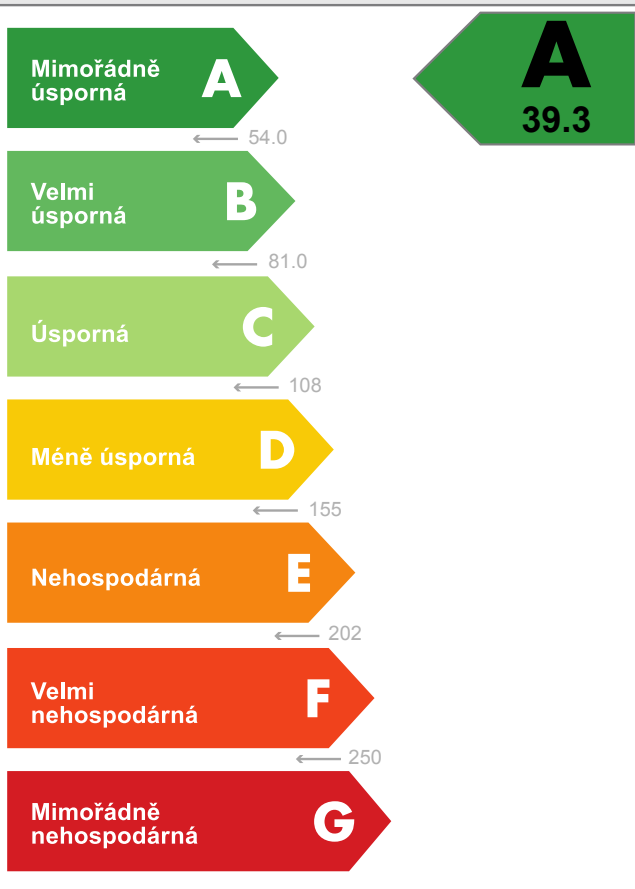 Mimořádně
úsporná
A
A
39.3
54.0
Velmi
úsporná
B
81.0
Úsporná
C
108
Méně úsporná
D
155
Nehospodárná
E
202
Velmi
nehospodárná
F
250
Mimořádně
nehospodárná
G